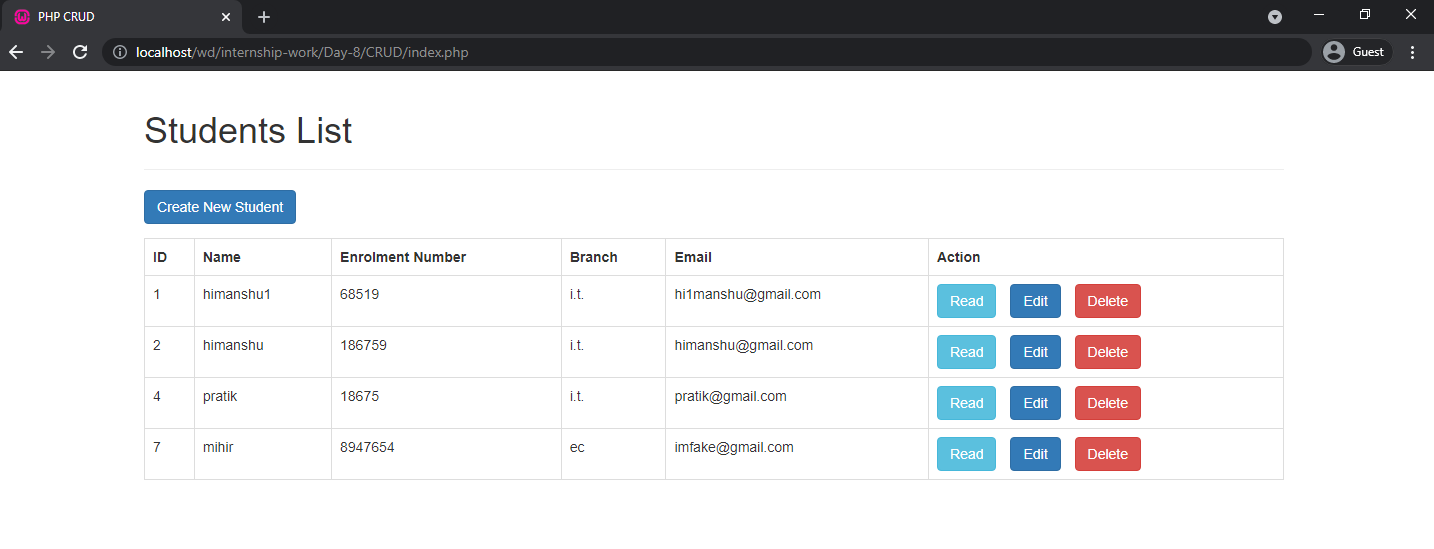 PHP CRUD
localhost/wd/internship-work/Day-8/CRUD/index.php
Guest
Students List
Create New Student
ID Name Enrolment Number Branch Email Action
1 himanshu1 68519 i.t. hi1manshu@gmail.com Read Edit Delete
2 himanshu 186759 i.t. himanshu@gmail.com Read Edit Delete
4 pratik 18675 i.t. pratik@gmail.com Read Edit Delete
7 mihir 8947654 ec imfake@gmail.com Read Edit Delete